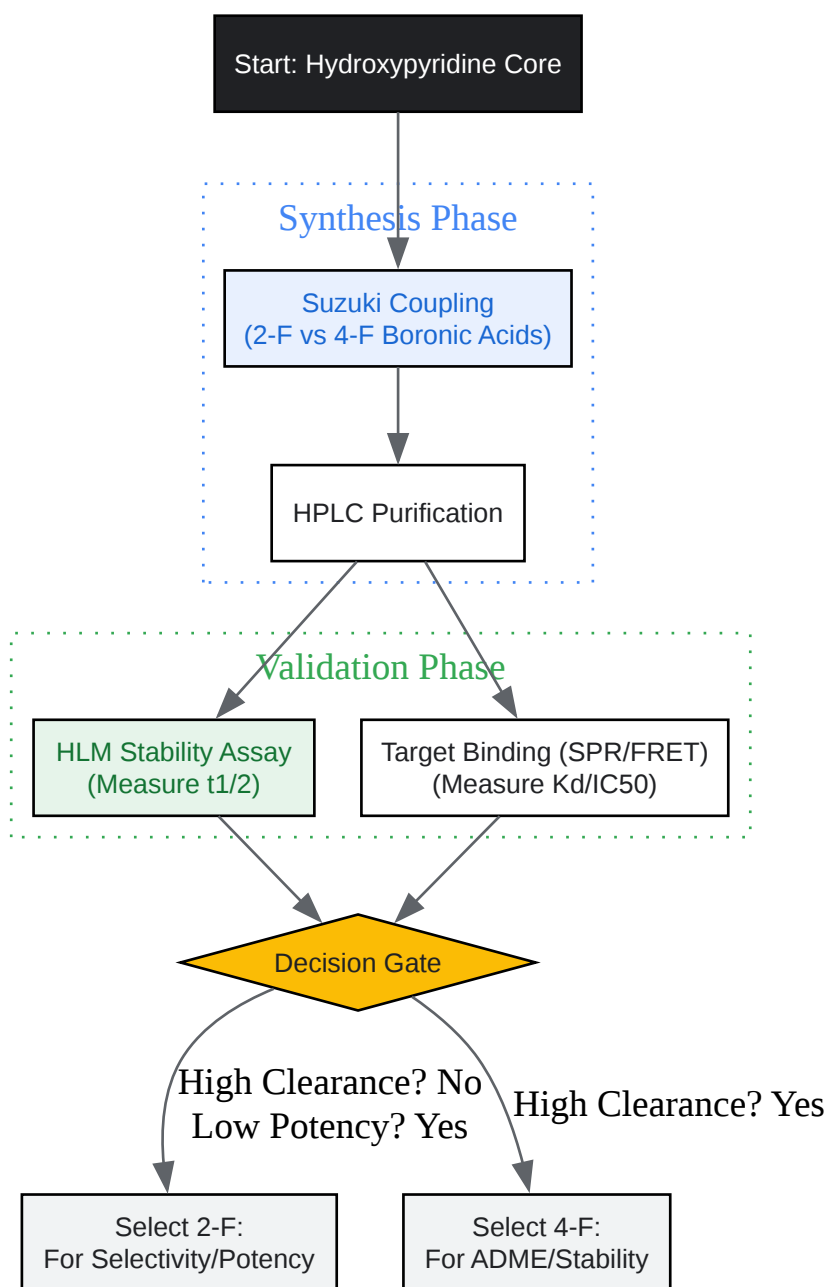 Start: Hydroxypyridine Core
Synthesis Phase
Suzuki Coupling
(2-F vs 4-F Boronic Acids)
HPLC Purification
Validation Phase
HLM Stability Assay
(Measure t1/2)
Target Binding (SPR/FRET)
(Measure Kd/IC50)
Decision Gate
High Clearance? No
Low Potency? Yes
High Clearance? Yes
Select 2-F:
For Selectivity/Potency
Select 4-F:
For ADME/Stability